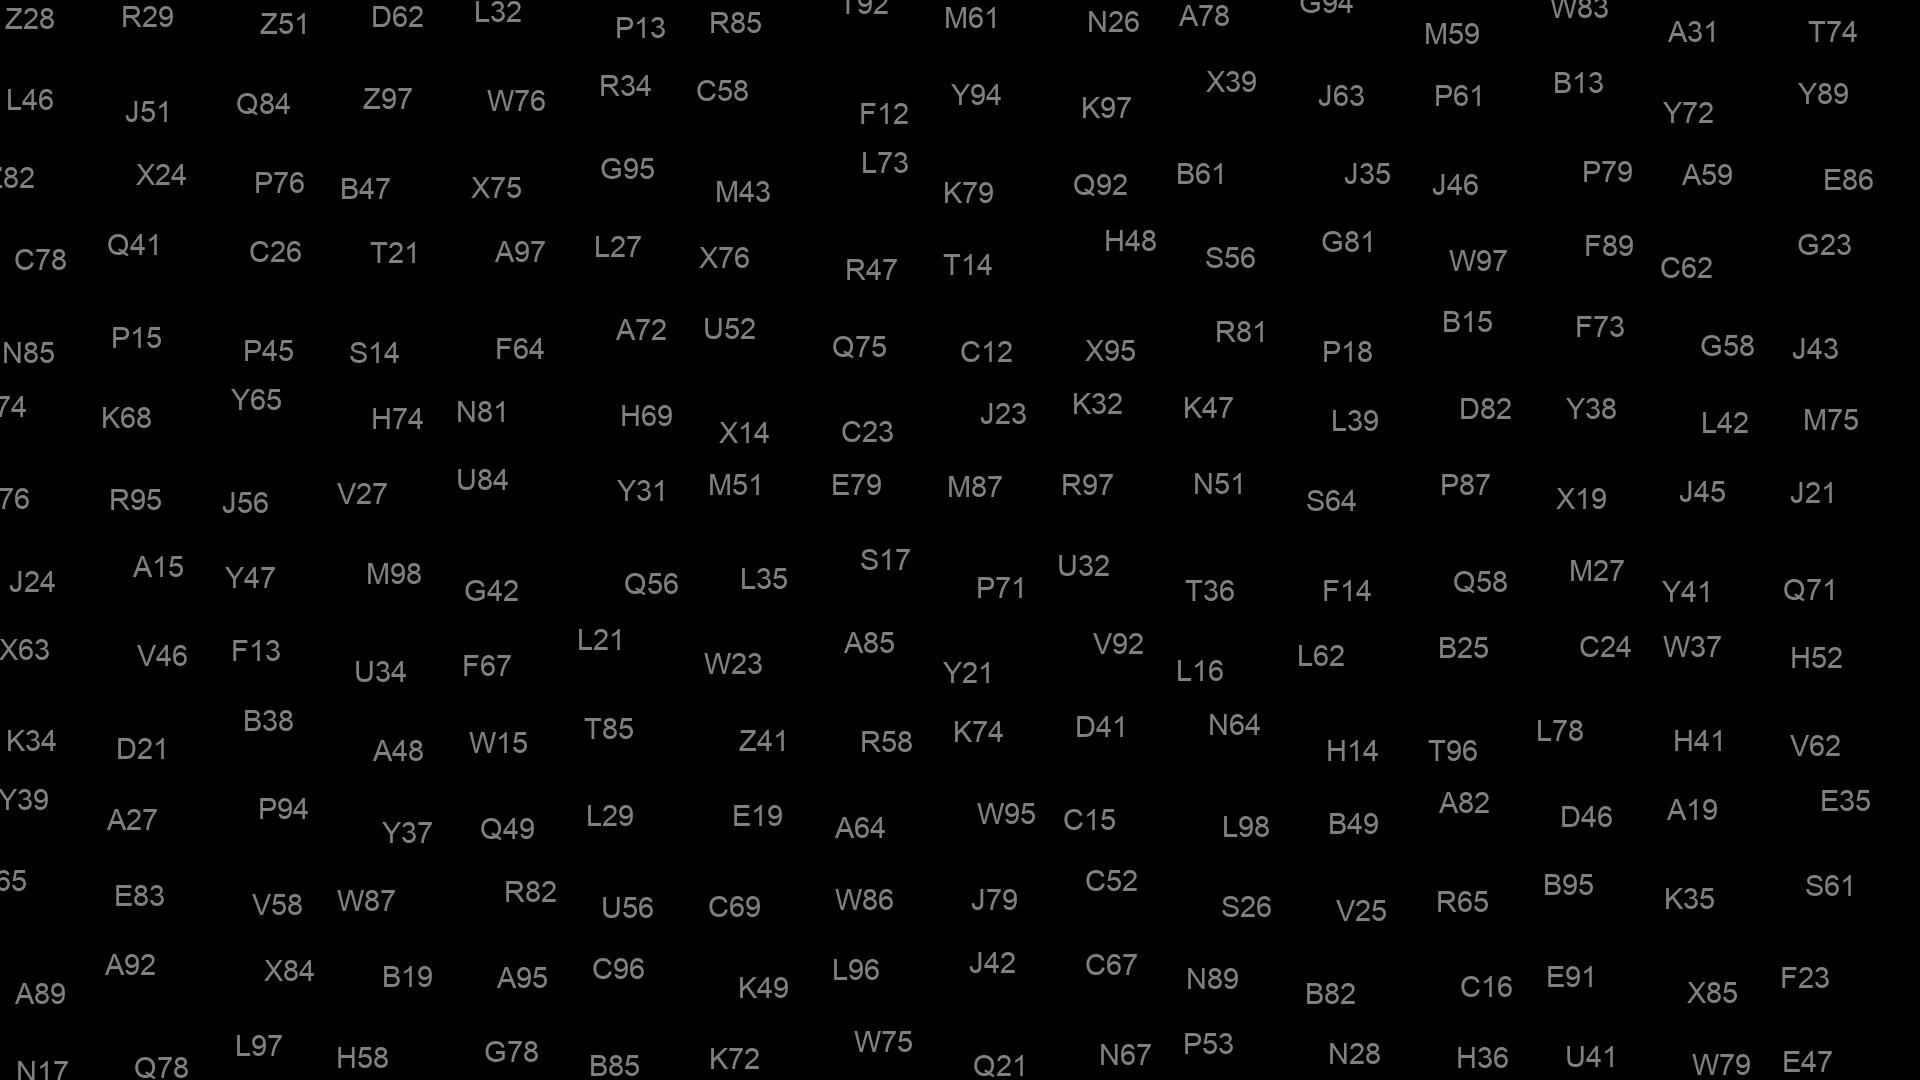 Z28 R29 Z51 D62 L32 P13 R85 T92 M61 N26 A78 G94 M59 W83 A31 T74
L46 J51 Q84 Z97 W76 R34 C58 F12 Y94 K97 X39 J63 P61 B13 Y72 Y89
X24 P76 B47 X75 G95 M43 L73 K79 Q92 B61 J35 J46 P79 A59 E86
C78 Q41 C26 T21 A97 L27 X76 R47 T14 H48 S56 G81 W97 F89 C62 G23
N85 P15 P45 S14 F64 A72 U52 Q75 C12 X95 R81 P18 B15 F73 G58 J43
74 K68 Y65 H74 N81 H69 X14 C23 J23 K32 K47 L39 D82 Y38 L42 M75
76 R95 J56 V27 U84 Y31 M51 E79 M87 R97 N51 S64 P87 X19 J45 J21
J24 A15 Y47 M98 G42 Q56 L35 S17 P71 U32 T36 F14 Q58 M27 Y41 Q71
X63 V46 F13 U34 F67 L21 W23 A85 Y21 V92 L16 L62 B25 C24 W37 H52
K34 D21 B38 A48 W15 T85 Z41 R58 K74 D41 N64 H14 T96 L78 H41 V62
Y39 A27 P94 Y37 Q49 L29 E19 A64 W95 C15 L98 B49 A82 D46 A19 E35
65 E83 V58 W87 R82 U56 C69 W86 J79 C52 S26 V25 R65 B95 K35 S61
A89 A92 X84 B19 A95 C96 K49 L96 J42 C67 N89 B82 C16 E91 X85 F23
N17 Q78 L97 H58 G78 B85 K72 W75 Q21 N67 P53 N28 H36 U41 W79 E47